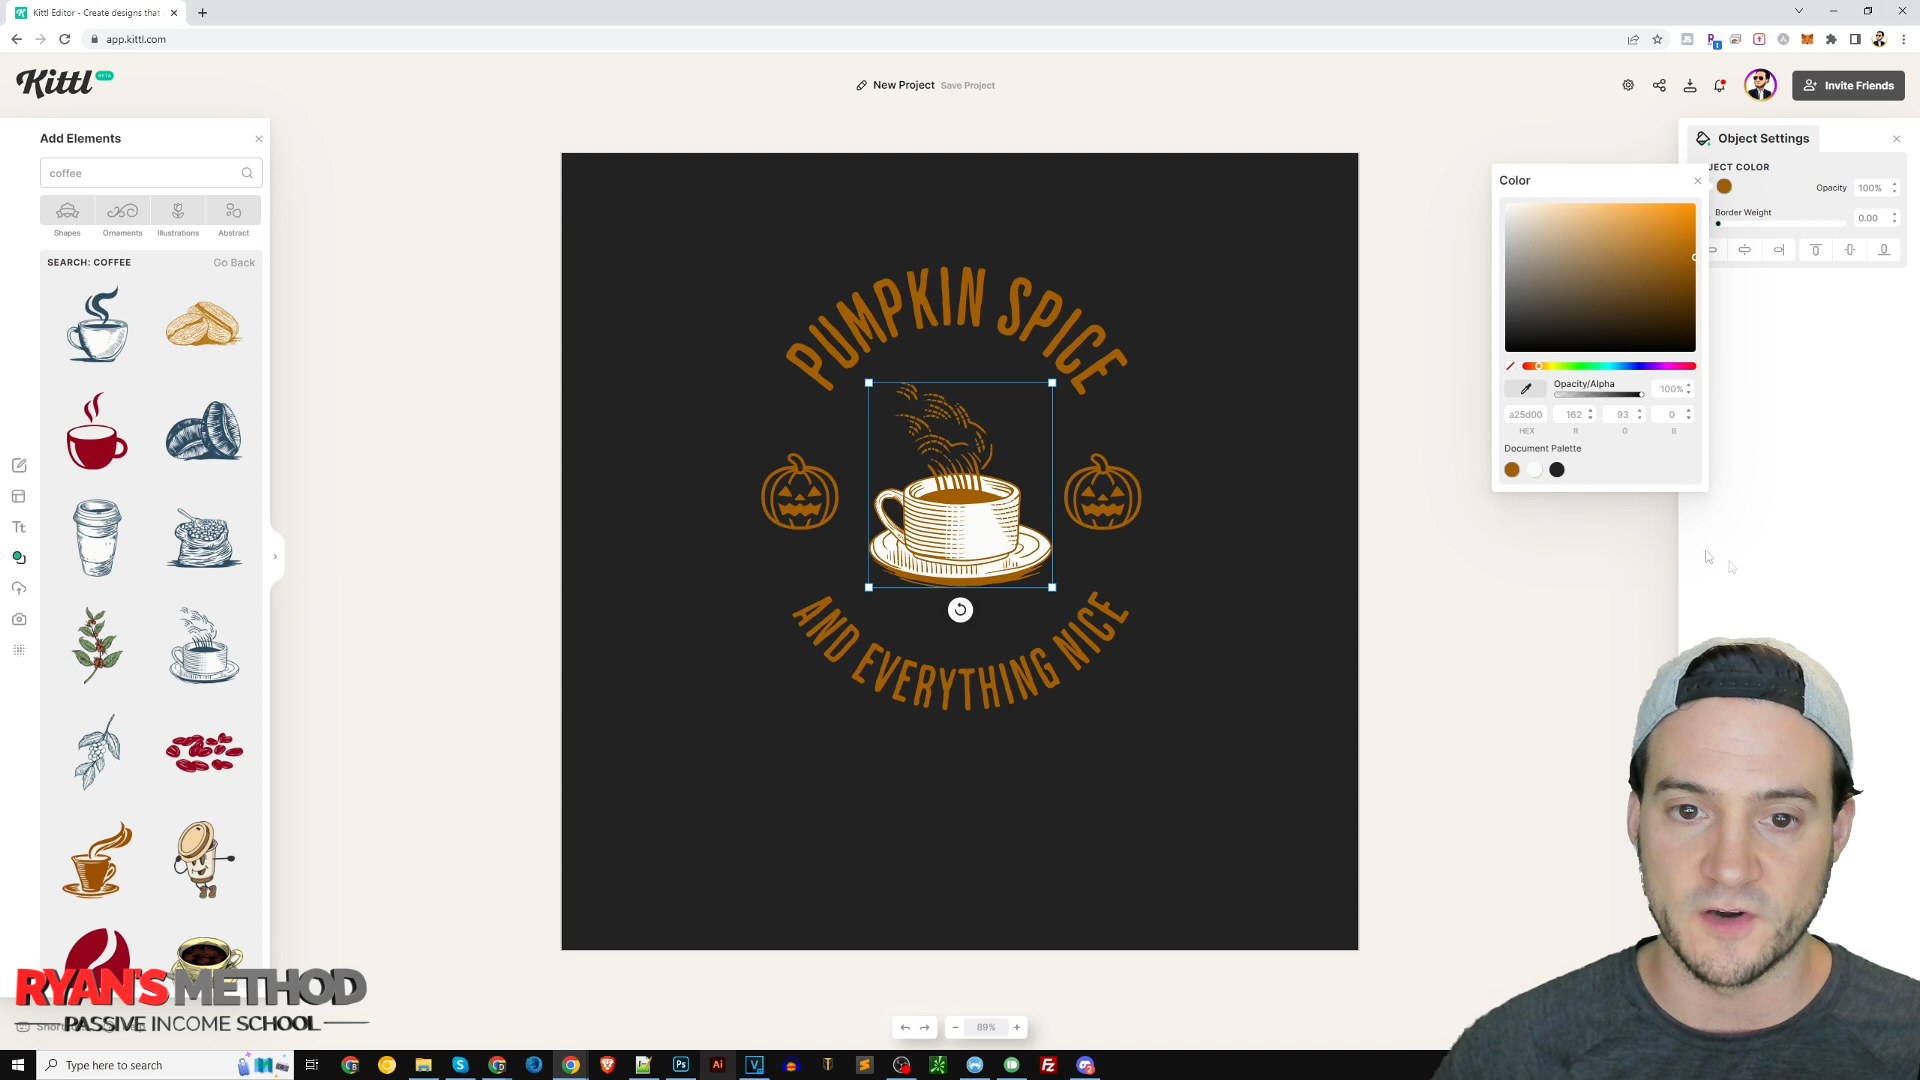 Kittl Editor - Create designs that
app.kittl.com
Kittl BETA
New Project Save Project
Invite Friends
Add Elements
coffee
Shapes Ornaments Illustrations Abstract
SEARCH: COFFEE Go Back
Object Settings
JECT COLOR
Opacity 100%
Border Weight
0.00
Color
Opacity/Alpha
100%
a25d00 162 93 0
HEX R G B
Document Palette
PUMPKIN SPICE
AND EVERYTHING NICE
Tt
RYAN'S METHOD
PASSIVE INCOME SCHOOL
89%
Type here to search